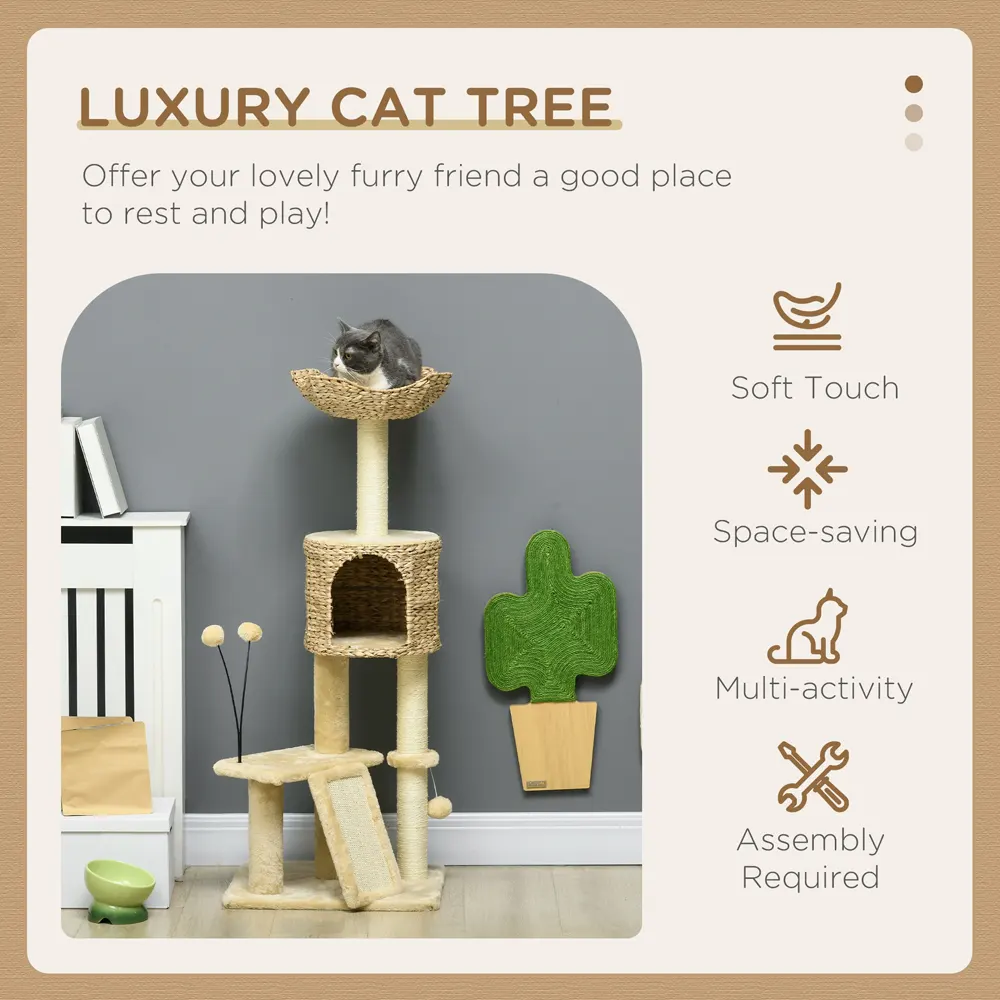 LUXURY CAT TREE
Offer your lovely furry friend a good place
to rest and play!
Soft Touch
Space-saving
Multi-activity
Assembly
Required